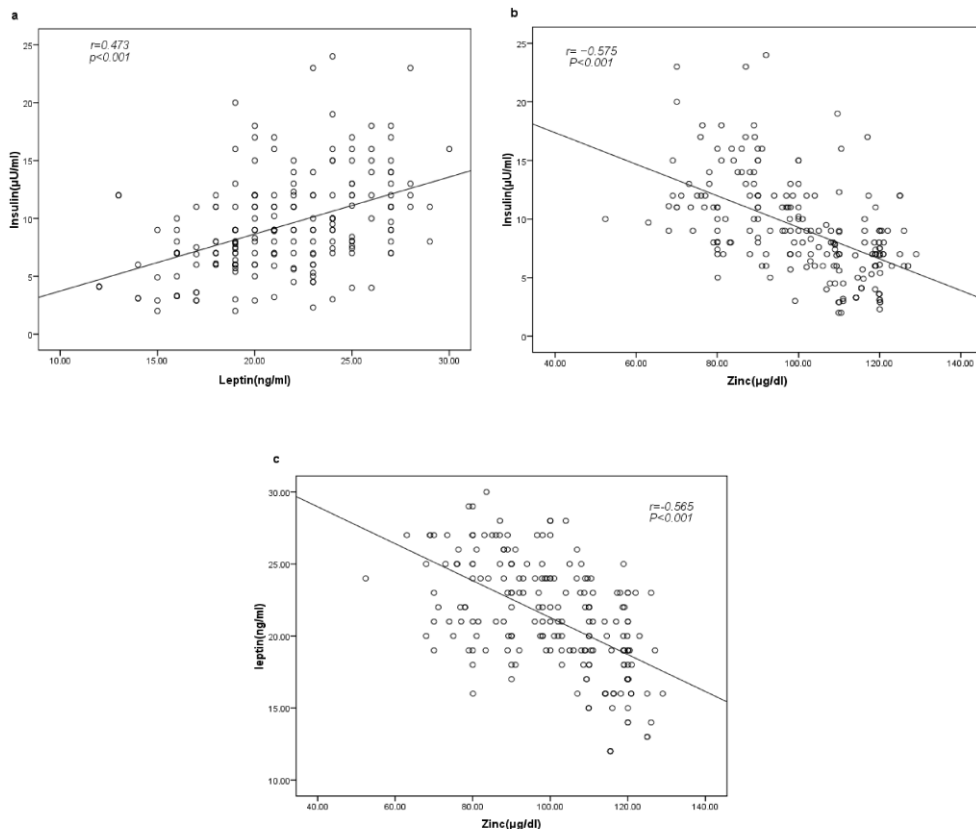 a
r=0.473
p<0.001
25
20
15
10
5
0
Insulin(μU/ml)
10.00 15.00 20.00 25.00 30.00
Leptin(ng/ml)
b
r= −0.575
P<0.001
25
20
15
10
5
0
Insulin(μU/ml)
40.00 60.00 80.00 100.00 120.00 140.00
Zinc(μg/dl)
c
r=-0.565
P<0.001
30.00
25.00
20.00
15.00
10.00
leptin(ng/ml)
40.00 60.00 80.00 100.00 120.00 140.00
Zinc(μg/dl)